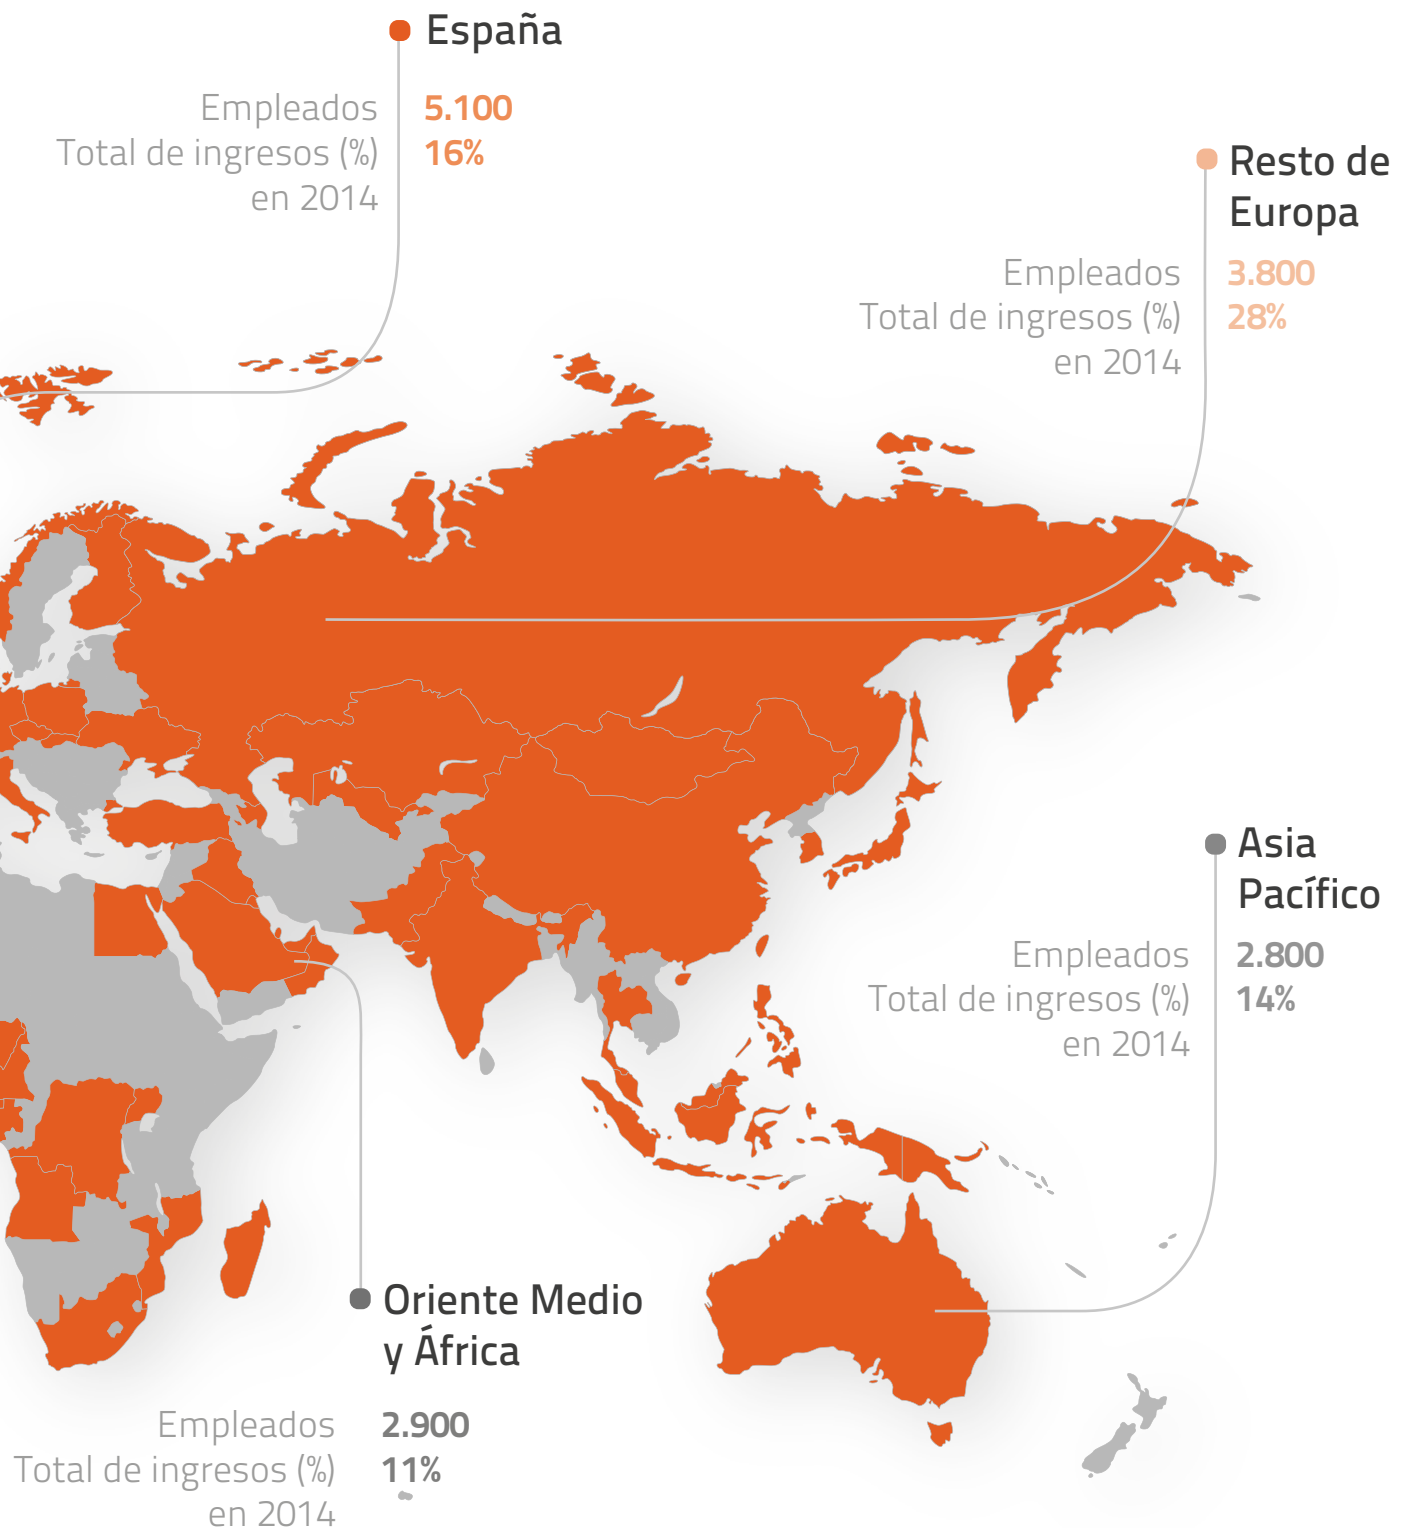 España
Empleados 5.100
Total de ingresos (%) 16%
en 2014
Resto de
Europa
Empleados 3.800
Total de ingresos (%) 28%
en 2014
Asia
Pacífico
Empleados 2.800
Total de ingresos (%) 14%
en 2014
Oriente Medio
y África
Empleados 2.900
Total de ingresos (%) 11%
en 2014